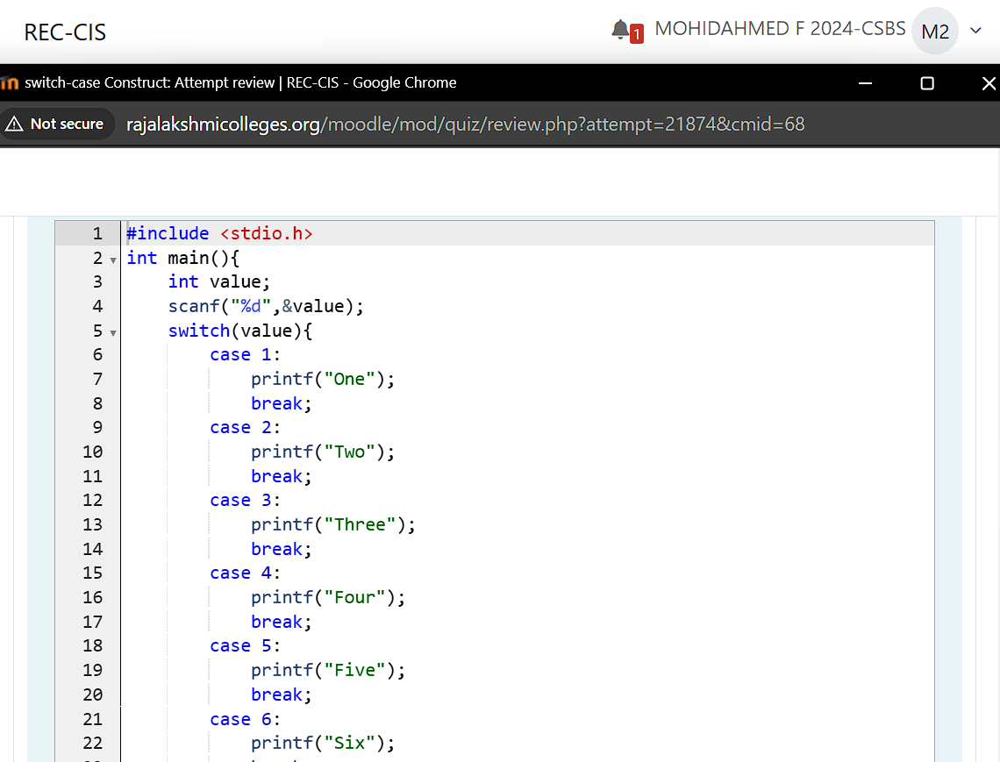 REC-CIS
1 MOHIDAHMED F 2024-CSBS M2
switch-case Construct: Attempt review | REC-CIS - Google Chrome
Not secure rajalakshmicolleges.org/moodle/mod/quiz/review.php?attempt=21874&cmid=68
1 #include <stdio.h>
2 int main(){
3 int value;
4 scanf("%d",&value);
5 switch(value){
6 case 1:
7 printf("One");
8 break;
9 case 2:
10 printf("Two");
11 break;
12 case 3:
13 printf("Three");
14 break;
15 case 4:
16 printf("Four");
17 break;
18 case 5:
19 printf("Five");
20 break;
21 case 6:
22 printf("Six");